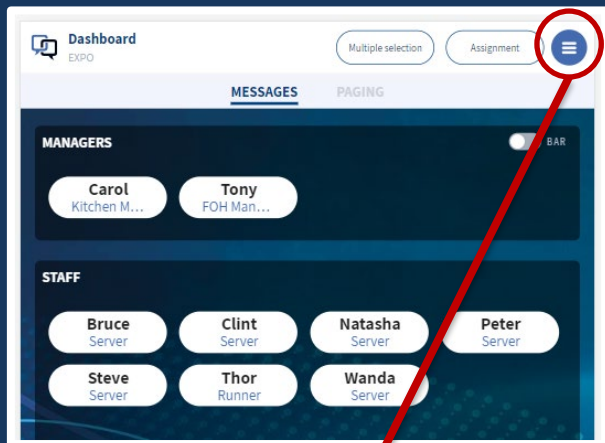 Dashboard
EXPO
Multiple selection
Assignment
MESSAGES PAGING
MANAGERS
BAR
Carol Tony
Kitchen M... FOH Man...
STAFF
Bruce Clint Natasha Peter
Server Server Server Server
Steve Thor Wanda
Server Runner Server